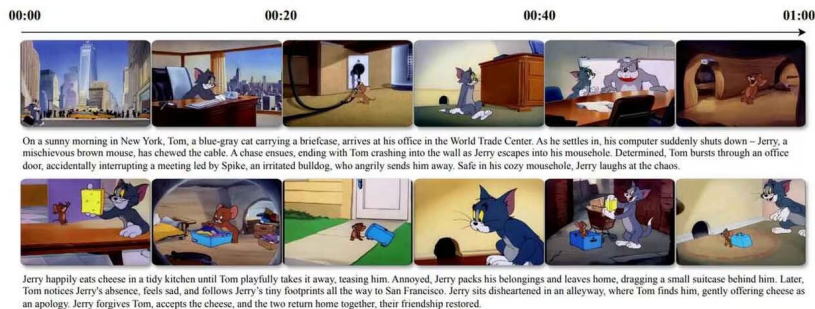 00:00 00:20 00:40 01:00
On a sunny morning in New York, Tom, a blue-gray cat carrying a briefcase, arrives at his office in the World Trade Center. As he settles in, his computer suddenly shuts down – Jerry, a
mischievous brown mouse, has chewed the cable. A chase ensues, ending with Tom crashing into the wall as Jerry escapes into his mousehole. Determined, Tom bursts through an office
door, accidentally interrupting a meeting led by Spike, an irritated bulldog, who angrily sends him away. Safe in his cozy mousehole, Jerry laughs at the chaos.
Jerry happily eats cheese in a tidy kitchen until Tom playfully takes it away, teasing him. Annoyed, Jerry packs his belongings and leaves home, dragging a small suitcase behind him. Later,
Tom notices Jerry's absence, feels sad, and follows Jerry's tiny footprints all the way to San Francisco. Jerry sits disheartened in an alleyway, where Tom finds him, gently offering cheese as
an apology. Jerry forgives Tom, accepts the cheese, and the two return home together, their friendship restored.